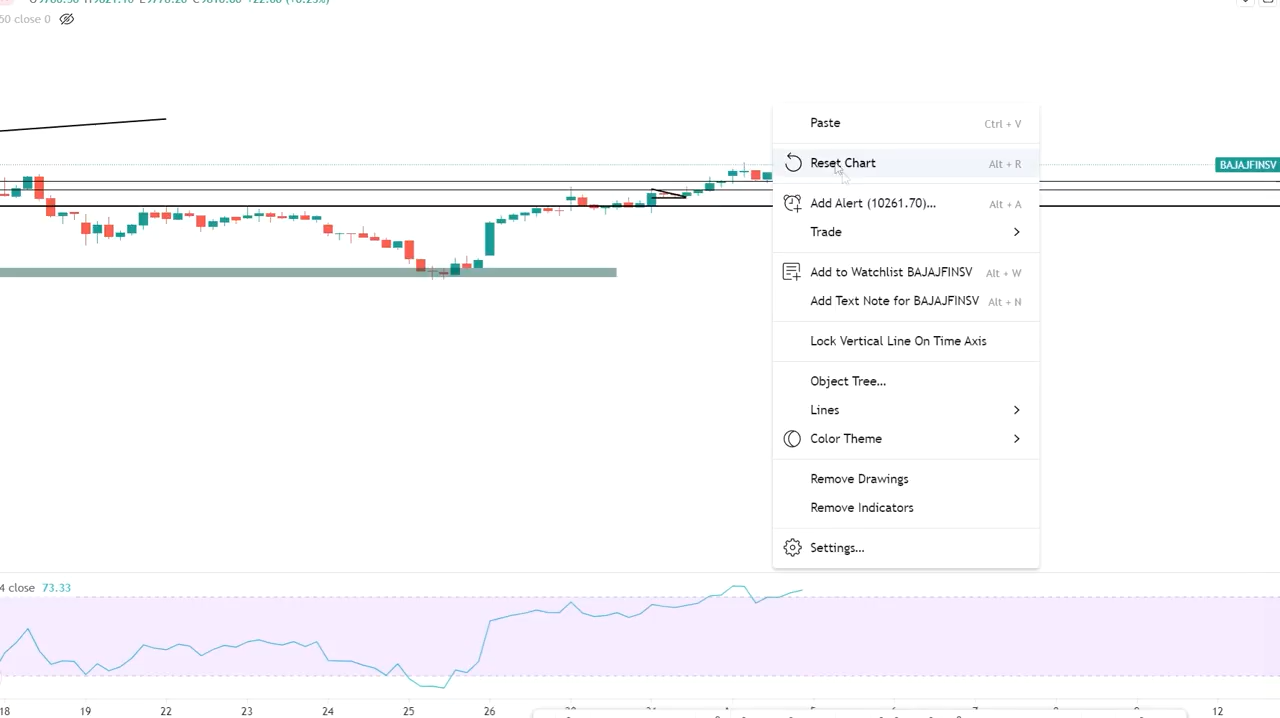 50 close 0
BAJAJFINSV
Paste Ctrl + V
Reset Chart Alt + R
Add Alert (10261.70)... Alt + A
Trade
Add to Watchlist BAJAJFINSV Alt + W
Add Text Note for BAJAJFINSV Alt + N
Lock Vertical Line On Time Axis
Object Tree...
Lines
Color Theme
Remove Drawings
Remove Indicators
Settings...
4 close 73.33
18 19 22 23 24 25 26 12